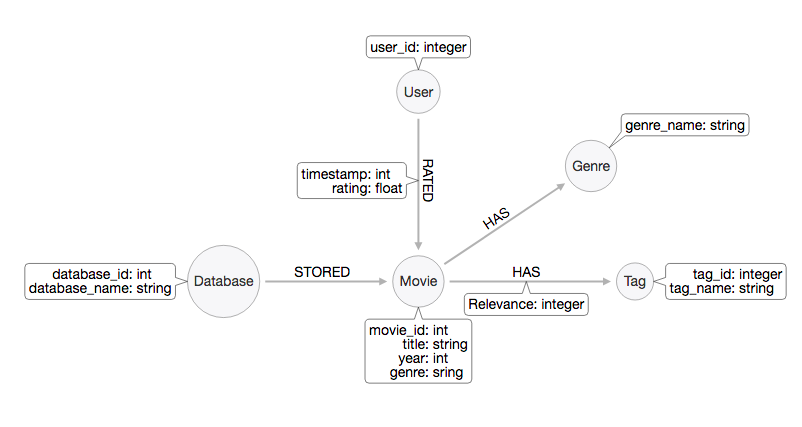 user_id: integer
User
genre_name: string
Genre
timestamp: int
rating: float
RATED
HAS
database_id: int
database_name: string
Database
STORED
Movie
HAS
Relevance: integer
Tag
tag_id: integer
tag_name: string
movie_id: int
title: string
year: int
genre: sring